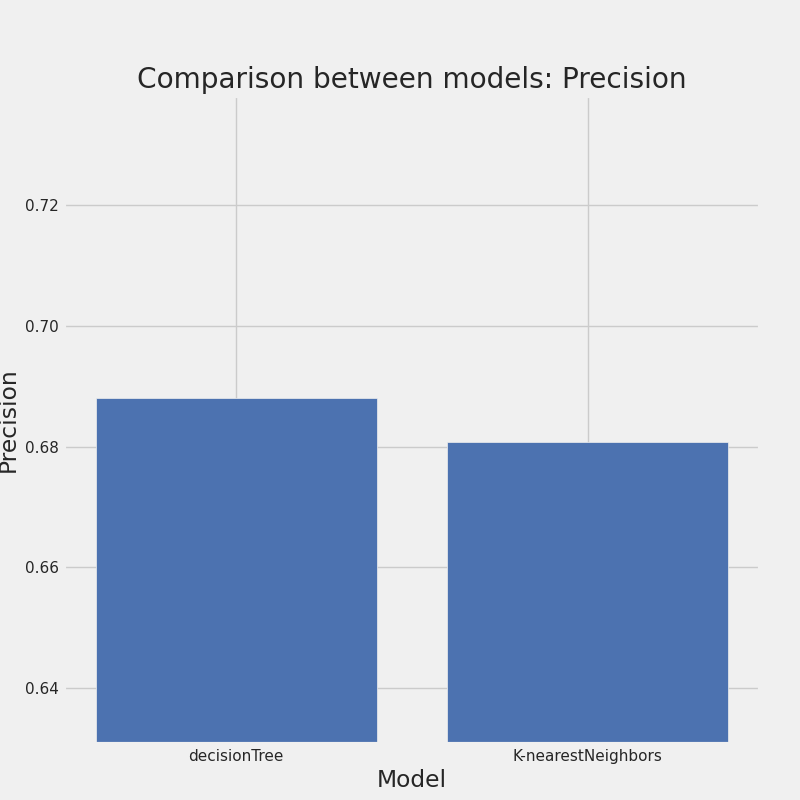 Comparison between models: Precision
0.72
0.70
0.68
0.66
0.64
Precision
decisionTree
K-nearestNeighbors
Model